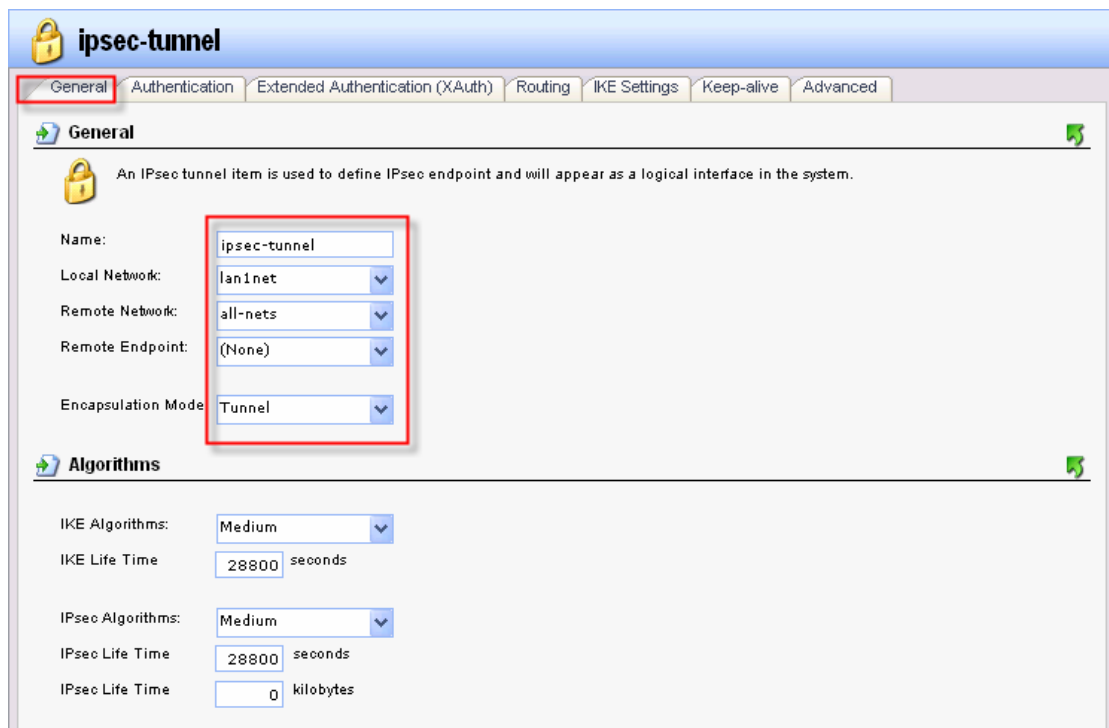 ipsec-tunnel
General Authentication Extended Authentication (XAuth) Routing IKE Settings Keep-alive Advanced
General
An IPsec tunnel item is used to define IPsec endpoint and will appear as a logical interface in the system.
Name: ipsec-tunnel
Local Network: lan1net
Remote Network: all-nets
Remote Endpoint: (None)
Encapsulation Mode Tunnel
Algorithms
IKE Algorithms: Medium
IKE Life Time 28800 seconds
IPsec Algorithms: Medium
IPsec Life Time 28800 seconds
IPsec Life Time 0 kilobytes